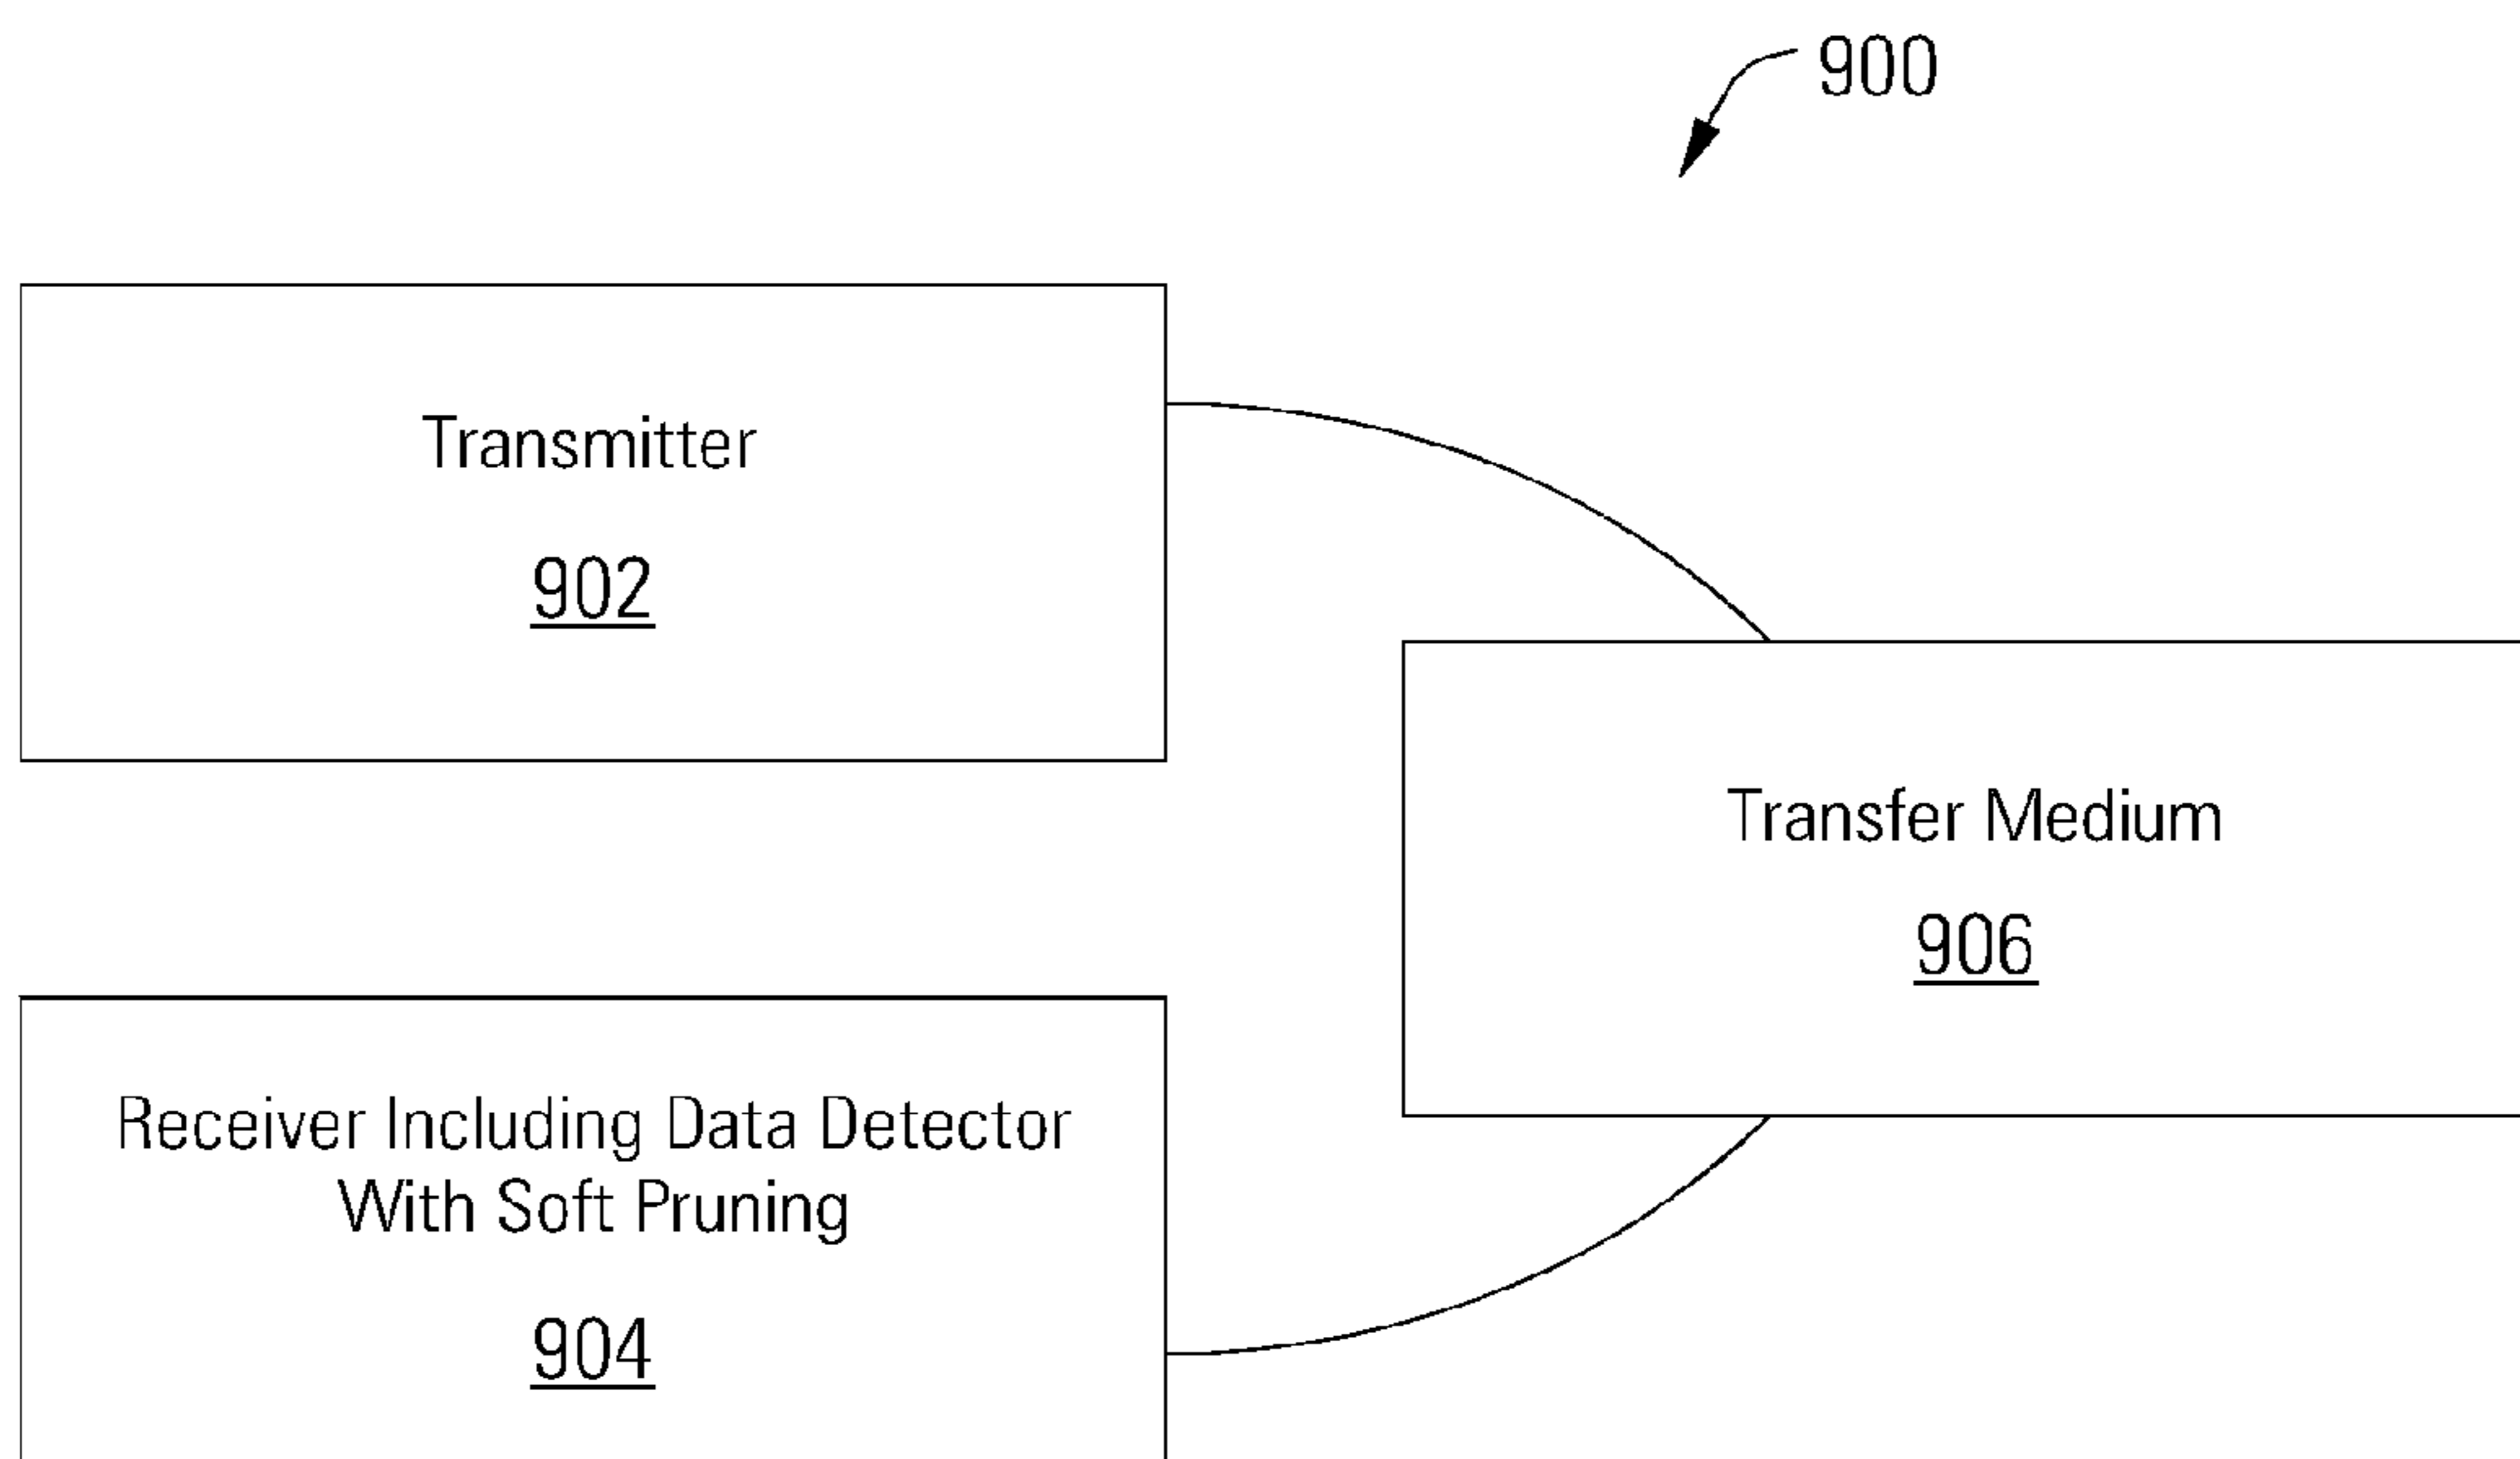 900
Transmitter
902
Transfer Medium
906
Receiver Including Data Detector
With Soft Pruning
904